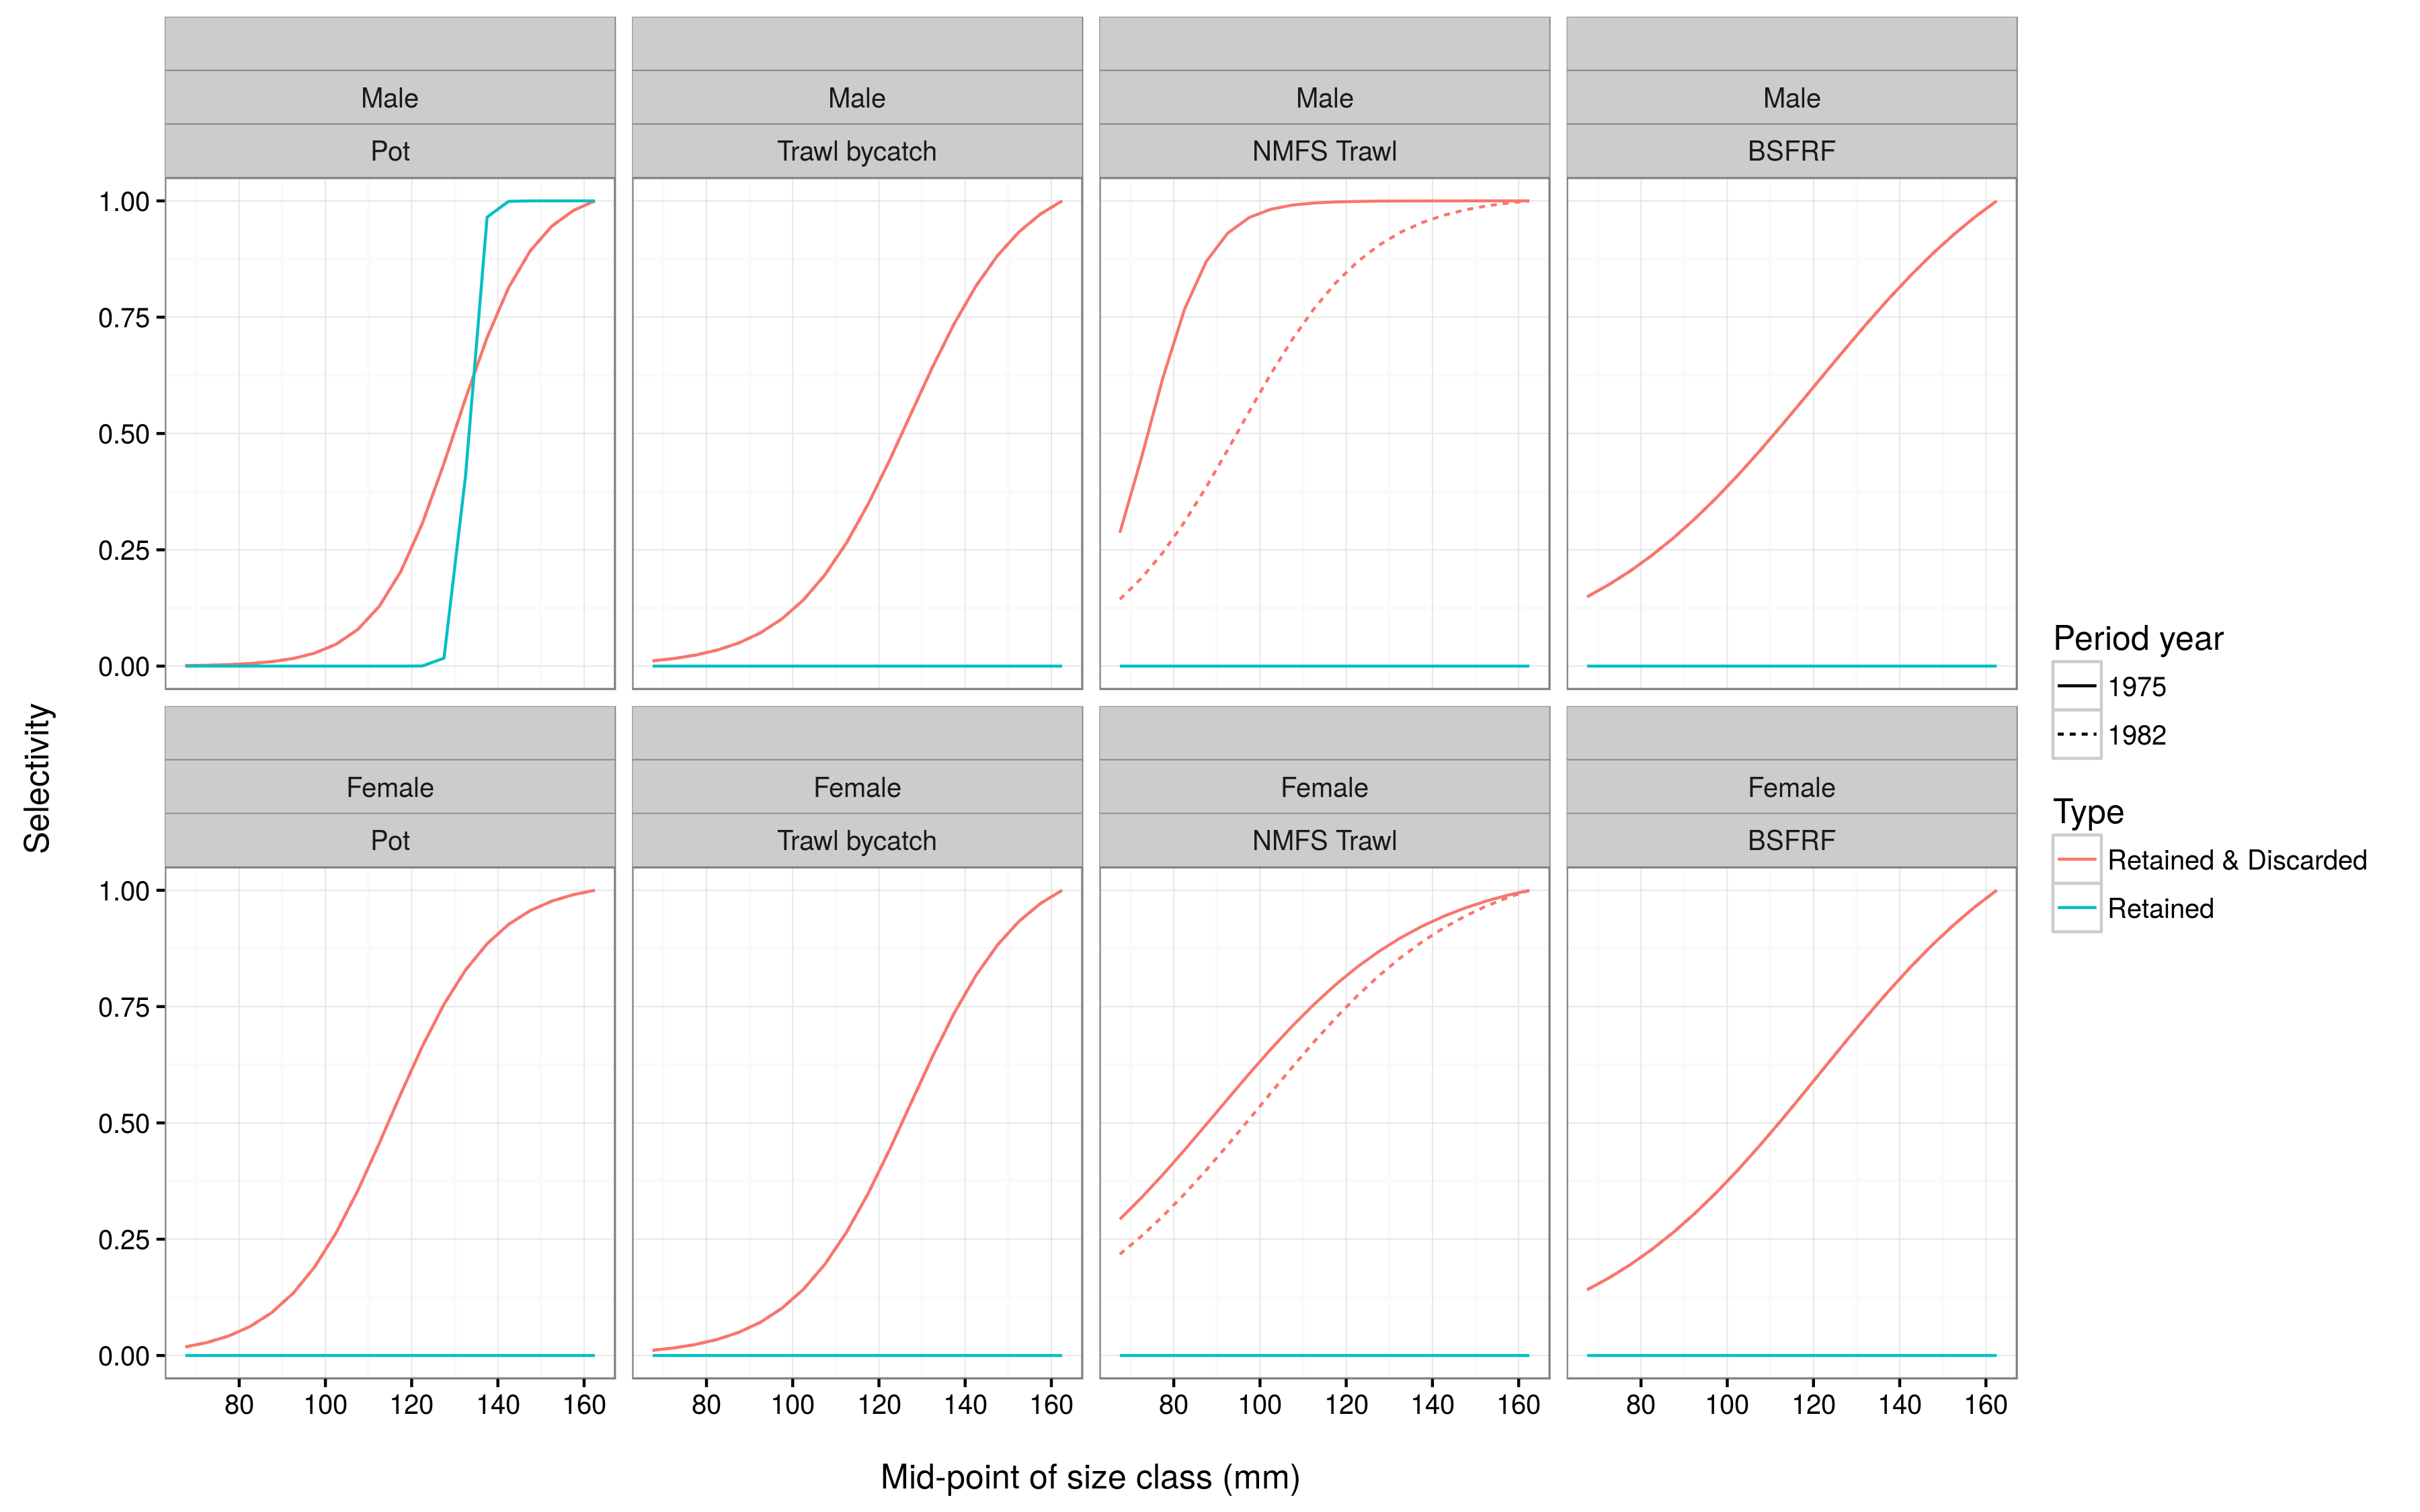 Male Male Male Male
Pot Trawl bycatch NMFS Trawl BSFRF
1.00
0.75
0.50
0.25
0.00
Selectivity
Female Female Female Female
Pot Trawl bycatch NMFS Trawl BSFRF
1.00
0.75
0.50
0.25
0.00
80 100 120 140 160 80 100 120 140 160 80 100 120 140 160 80 100 120 140 160
Mid-point of size class (mm)
Period year
1975
1982
Type
Retained & Discarded
Retained